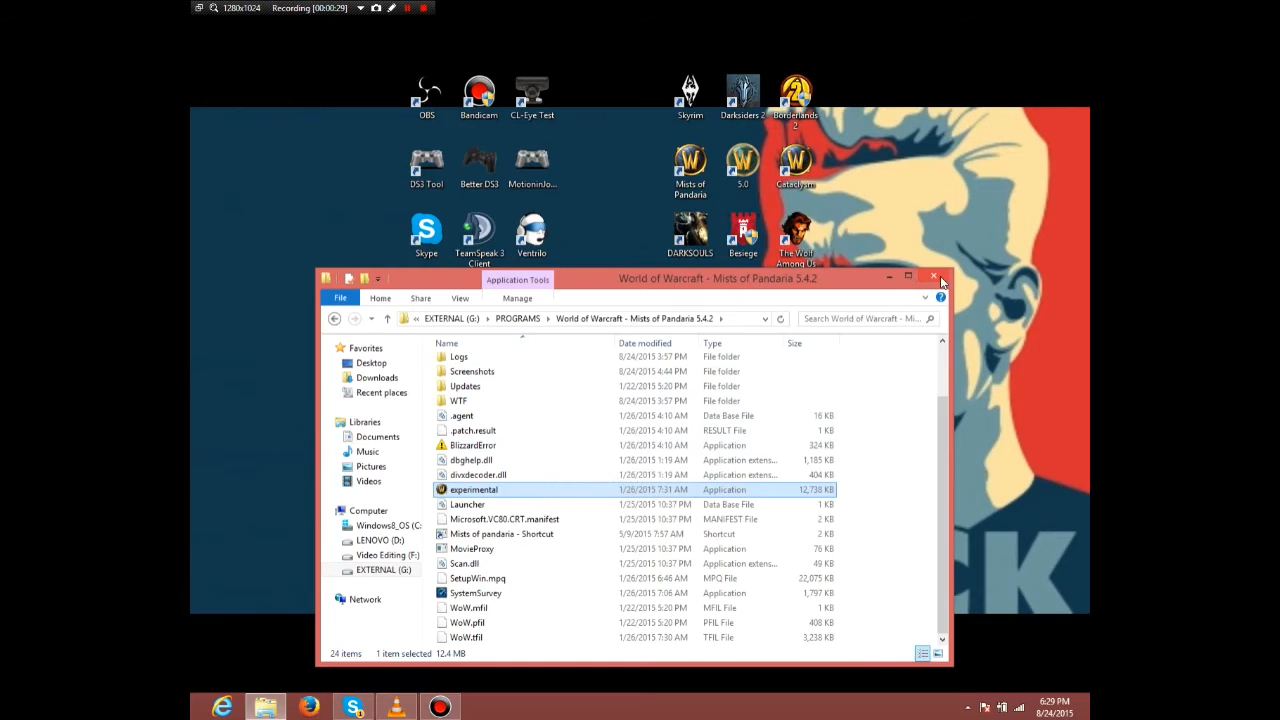 1280x1024 Recording [00:00:29]
OBS Bandicam CL-Eye Test Skyrim Darksiders 2 Borderlands 2
DS3 Tool Better DS3 MotioninJo... Mists of Pandaria 5.0 Cataclysm
Skype TeamSpeak 3 Client Ventrilo DARKSOULS Besiege The Wolf Among Us
Application Tools World of Warcraft - Mists of Pandaria 5.4.2
File Home Share View Manage
« EXTERNAL (G:) PROGRAMS World of Warcraft - Mists of Pandaria 5.4.2 Search World of Warcraft - Mi...
Name Date modified Type Size
Favorites
Desktop
Downloads
Recent places
Libraries
Documents
Music
Pictures
Videos
Computer
Windows8_OS (C:
LENOVO (D:)
Video Editing (F:)
EXTERNAL (G:)
Network
Logs 8/24/2015 3:57 PM File folder
Screenshots 8/24/2015 4:44 PM File folder
Updates 1/22/2015 5:20 PM File folder
WTF 8/24/2015 3:57 PM File folder
.agent 1/26/2015 4:10 AM Data Base File 16 KB
.patch.result 1/26/2015 4:10 AM RESULT File 1 KB
BlizzardError 1/26/2015 4:10 AM Application 324 KB
dbghelp.dll 1/26/2015 1:19 AM Application extens... 1,185 KB
divxdecoder.dll 1/26/2015 1:19 AM Application extens... 404 KB
experimental 1/26/2015 7:31 AM Application 12,738 KB
Launcher 1/25/2015 10:37 PM Data Base File 1 KB
Microsoft.VC80.CRT.manifest 1/25/2015 10:37 PM MANIFEST File 2 KB
Mists of pandaria - Shortcut 5/9/2015 7:57 AM Shortcut 2 KB
MovieProxy 1/25/2015 10:37 PM Application 76 KB
Scan.dll 1/25/2015 10:37 PM Application extens... 49 KB
SetupWin.mpq 1/26/2015 6:46 AM MPQ File 22,075 KB
SystemSurvey 1/26/2015 7:06 AM Application 1,797 KB
WoW.mfil 1/22/2015 5:20 PM MFIL File 1 KB
WoW.pfil 1/22/2015 5:20 PM PFIL File 408 KB
WoW.tfil 1/26/2015 7:30 AM TFIL File 3,238 KB
24 items 1 item selected 12.4 MB
CK
6:29 PM
8/24/2015